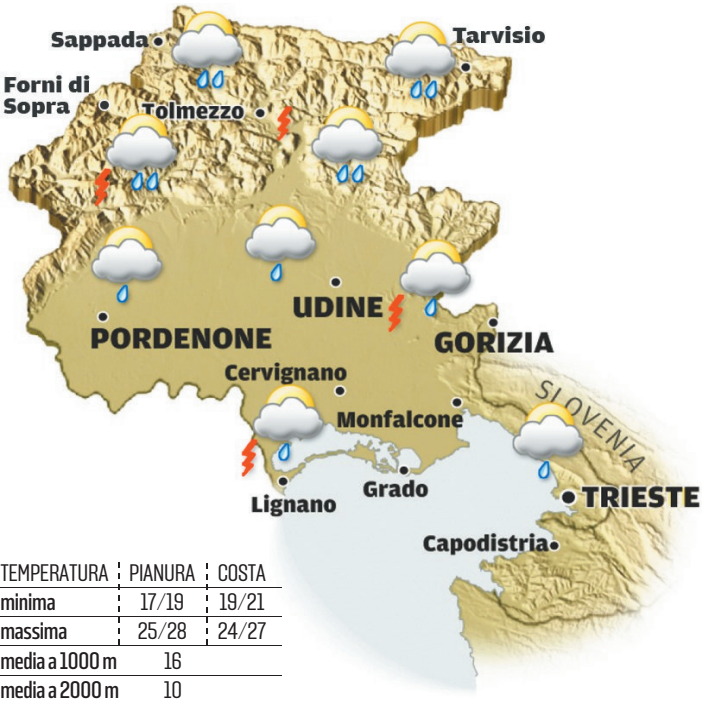 Sappada
Tarvisio
Forni di
Sopra
Tolmezzo
UDINE
PORDENONE
GORIZIA
Cervignano
SLOVENIA
Monfalcone
Grado
Lignano
TRIESTE
Capodistria
TEMPERATURA PIANURA COSTA
minima 17/19 19/21
massima 25/28 24/27
media a 1000 m 16
media a 2000 m 10